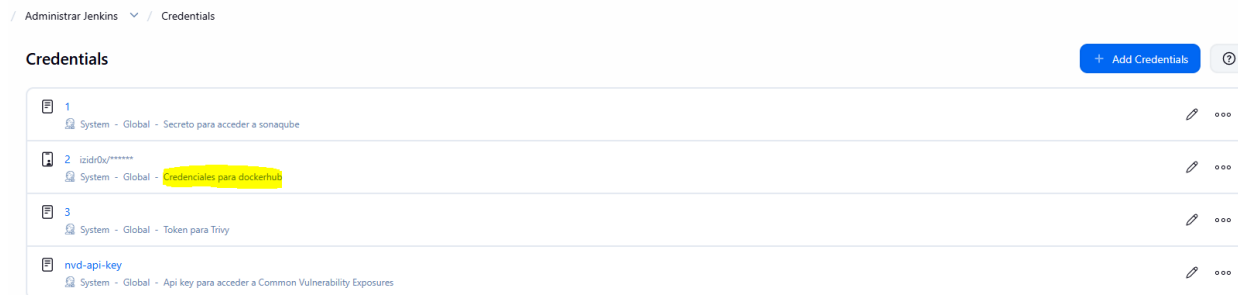 / Administrar Jenkins / Credentials
Credentials
+ Add Credentials
1
System - Global - Secreto para acceder a sonaqube
2 izidr0x/******
System - Global - Credenciales para dockerhub
3
System - Global - Token para Trivy
nvd-api-key
System - Global - Api key para acceder a Common Vulnerability Exposures